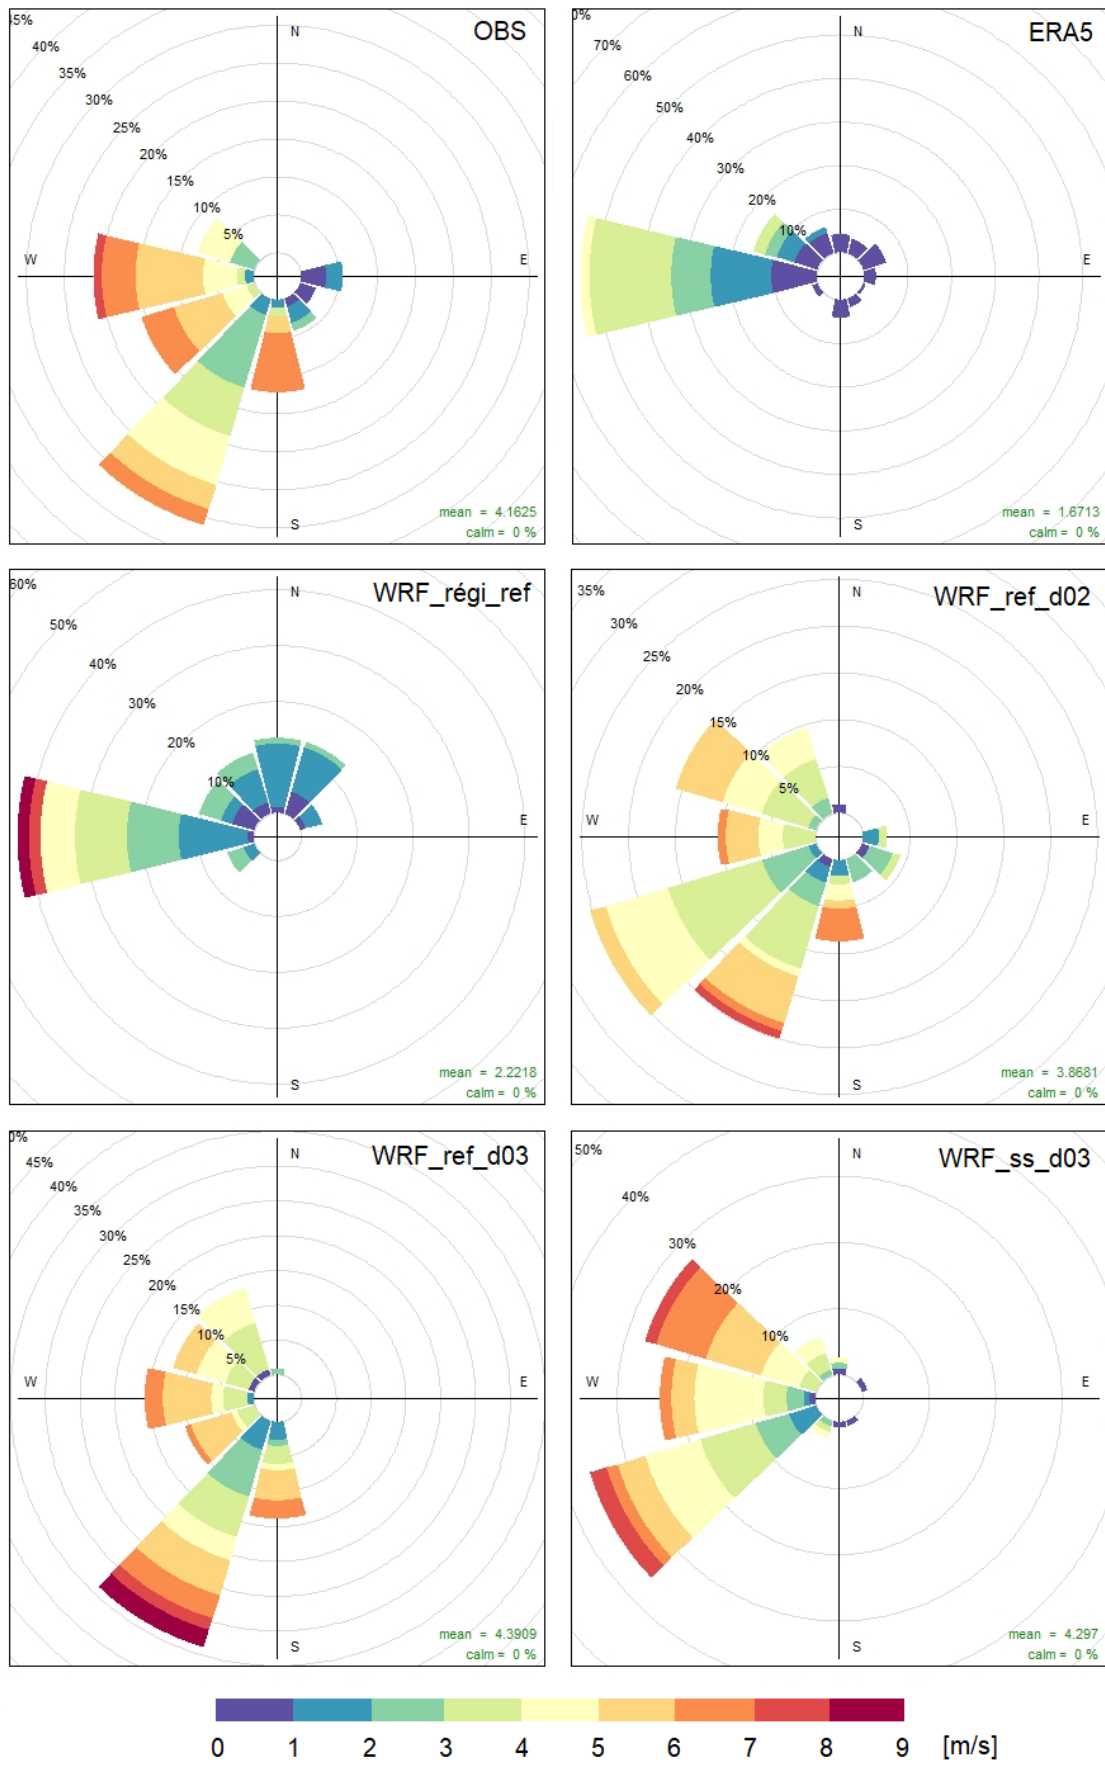 45%
40%
35%
30%
25%
20%
15%
10%
5%
N
OBS
W
E
S
mean = 4.1625
calm = 0 %
0%
70%
60%
50%
40%
30%
20%
10%
N
ERA5
E
S
mean = 1.6713
calm = 0 %
60%
50%
40%
30%
20%
10%
N
WRF_régi_ref
E
S
mean = 2.2218
calm = 0 %
35%
30%
25%
20%
15%
10%
5%
N
WRF_ref_d02
W
E
S
mean = 3.8681
calm = 0 %
0%
45%
40%
35%
30%
25%
20%
15%
10%
5%
N
WRF_ref_d03
W
E
S
mean = 4.3909
calm = 0 %
50%
40%
30%
20%
10%
N
WRF_ss_d03
W
E
S
mean = 4.297
calm = 0 %
0 1 2 3 4 5 6 7 8 9 [m/s]